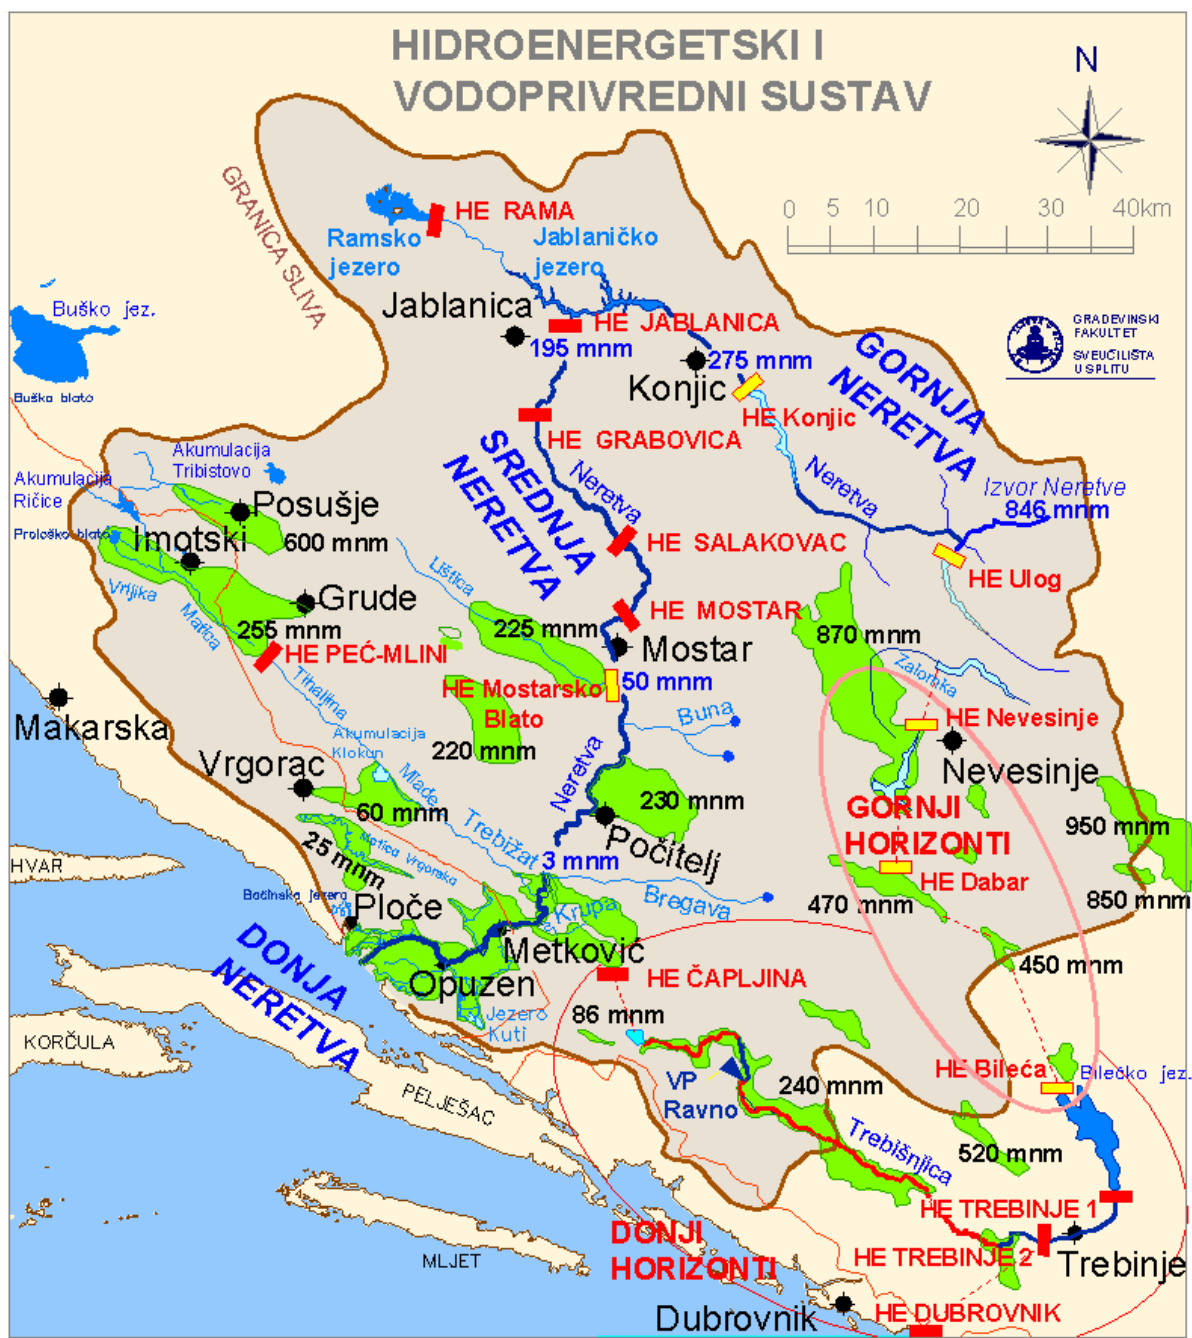 HIDROENERGETSKI I
VODOPRIVREDNI SUSTAV
N
0 5 10 20 30 40km
GRANICA SLIVA
HE RAMA
Ramsko
jezero
Jablaničko
jezero
Jablanica
HE JABLANICA
195 mnm
275 mnm
Konjic
HE Konjic
GORNJA
NERETVA
GRAĐEVINSKI
FAKULTET
SVEUČILIŠTA
U SPLITU
Buško jez.
Buško blato
HE GRABOVICA
SREDNJA
NERETVA
Neretva
Neretva
Izvor Neretve
846 mnm
Akumulacija
Tribistovo
Akumulacija
Ričice
Posušje
Prološko blato
Imotski
600 mnm
HE SALAKOVAC
HE Ulog
Vrljika
Matica
Grude
255 mnm
HE PEĆ-MLINI
Lištica
225 mnm
HE MOSTAR
Mostar
870 mnm
Zalomka
HE Mostarsko
Blato
50 mnm
Buna
HE Nevesinje
Nevesinje
Makarska
Tihaljina
Akumulacija
Klokun
220 mnm
Vrgorac
60 mnm
Mlade
Neretva
230 mnm
Počitelj
GORNJI
HORIZONTI
950 mnm
25 mnm
Matica Vrgorska
Trebižat
3 mnm
HE Dabar
HVAR
Baćinska jezera
Ploče
Krupa
Bregava
470 mnm
850 mnm
DONJA
NERETVA
Metković
Opuzen
HE ČAPLJINA
450 mnm
Jezero
Kuti
86 mnm
KORČULA
PELJEŠAC
VP
Ravno
240 mnm
HE Bileća
Bilećko jez.
Trebišnjica
520 mnm
HE TREBINJE 1
DONJI
HORIZONTI
HE TREBINJE 2
Trebinje
MLJET
Dubrovnik
HE DUBROVNIK